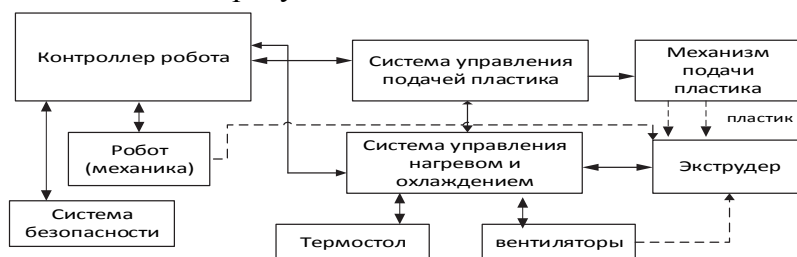 Контроллер робота
Система управления
подачей пластика
Механизм
подачи
пластика
пластик
Робот
(механика)
Система управления
нагревом и
охлаждением
Экструдер
Система
безопасности
Термостол
вентиляторы